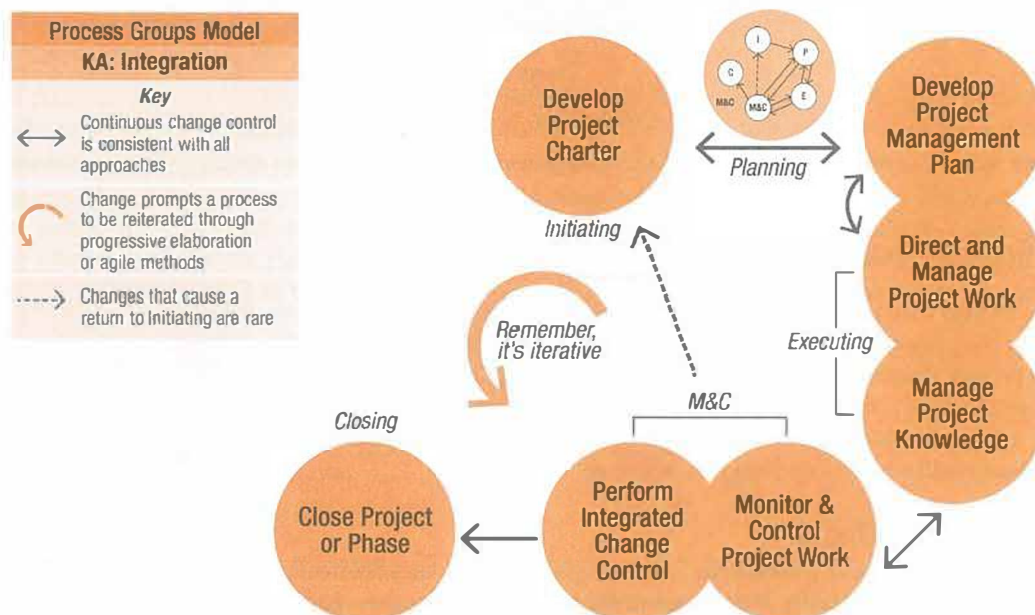 Process Groups Model
KA: Integration
Key
Continuous change control
is consistent with all
approaches
Change prompts a process
to be reiterated through
progressive elaboration
or agile methods
Changes that cause a
return to Initiating are rare
Develop
Project
Charter
Initiating
I
P
C
M&C
M&C
E
Planning
Develop
Project
Management
Plan
Direct and
Manage
Project Work
Executing
Manage
Project
Knowledge
Remember,
it's iterative
M&C
Monitor &
Control
Project Work
Perform
Integrated
Change
Control
Closing
Close Project
or Phase